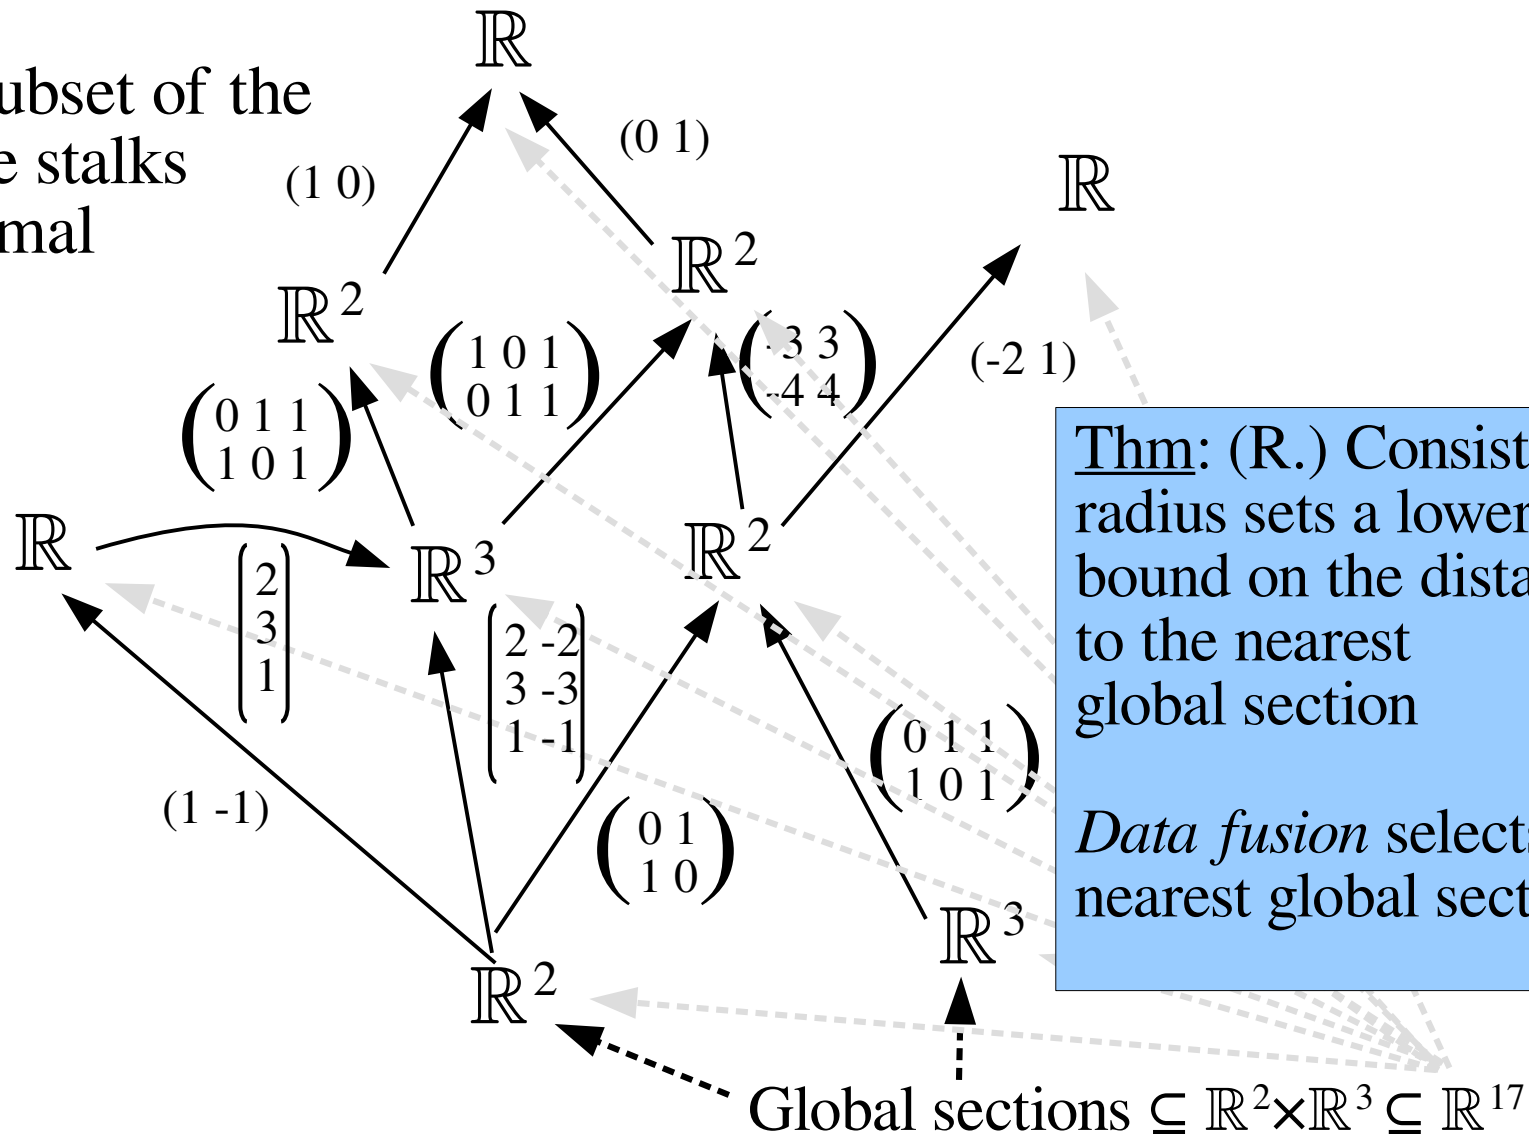 ℝ
ubset of the
e stalks
mal
(1 0)
(0 1)
ℝ
ℝ²
ℝ²
(0 1 1
1 0 1)
(1 0 1
0 1 1)
(-3 3
-4 4)
(-2 1)
ℝ
ℝ³
ℝ²
(2
3
1)
(2 -2
3 -3
1 -1)
(1 -1)
(0 1
1 0)
(0 1 1
1 0 1)
ℝ²
ℝ³
Thm: (R.) Consist
radius sets a lower
bound on the dista
to the nearest
global section
Data fusion selects
nearest global sect
Global sections ⊆ ℝ²×ℝ³ ⊆ ℝ¹⁷